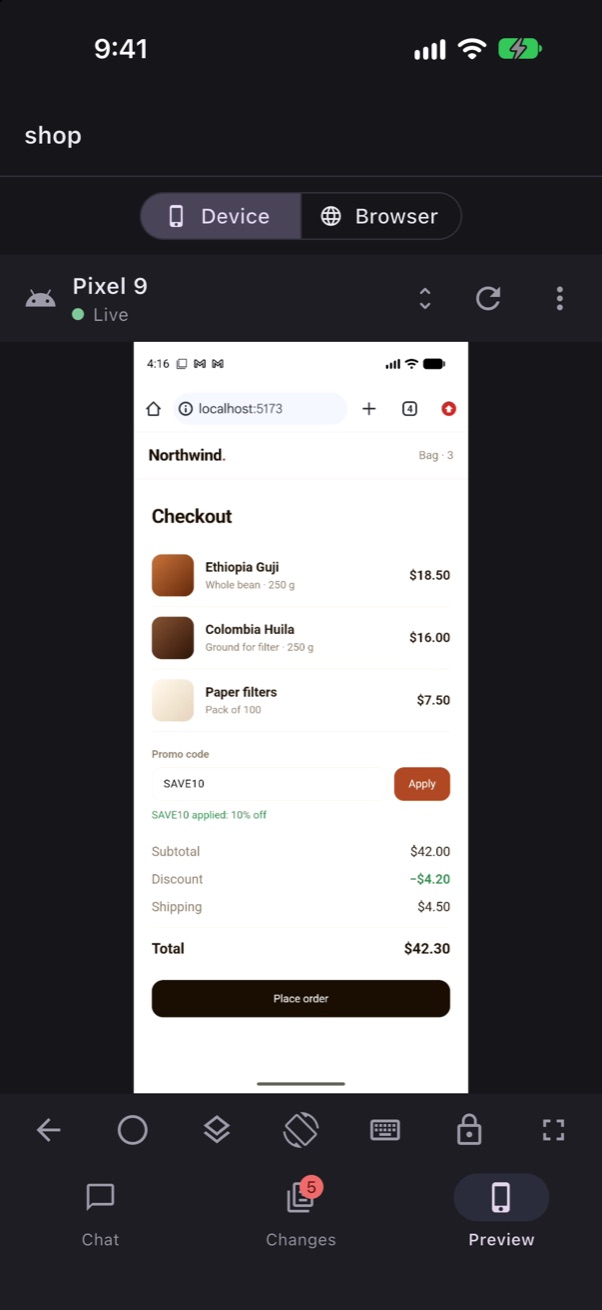 9:41
shop
Device
Browser
Pixel 9
Live
4:16
localhost:5173
4
Northwind.
Bag · 3
Checkout
Ethiopia Guji
$18.50
Whole bean · 250 g
Colombia Huila
$16.00
Ground for filter · 250 g
Paper filters
$7.50
Pack of 100
Promo code
SAVE10
Apply
SAVE10 applied: 10% off
Subtotal
$42.00
Discount
−$4.20
Shipping
$4.50
Total
$42.30
Place order
5
Chat
Changes
Preview